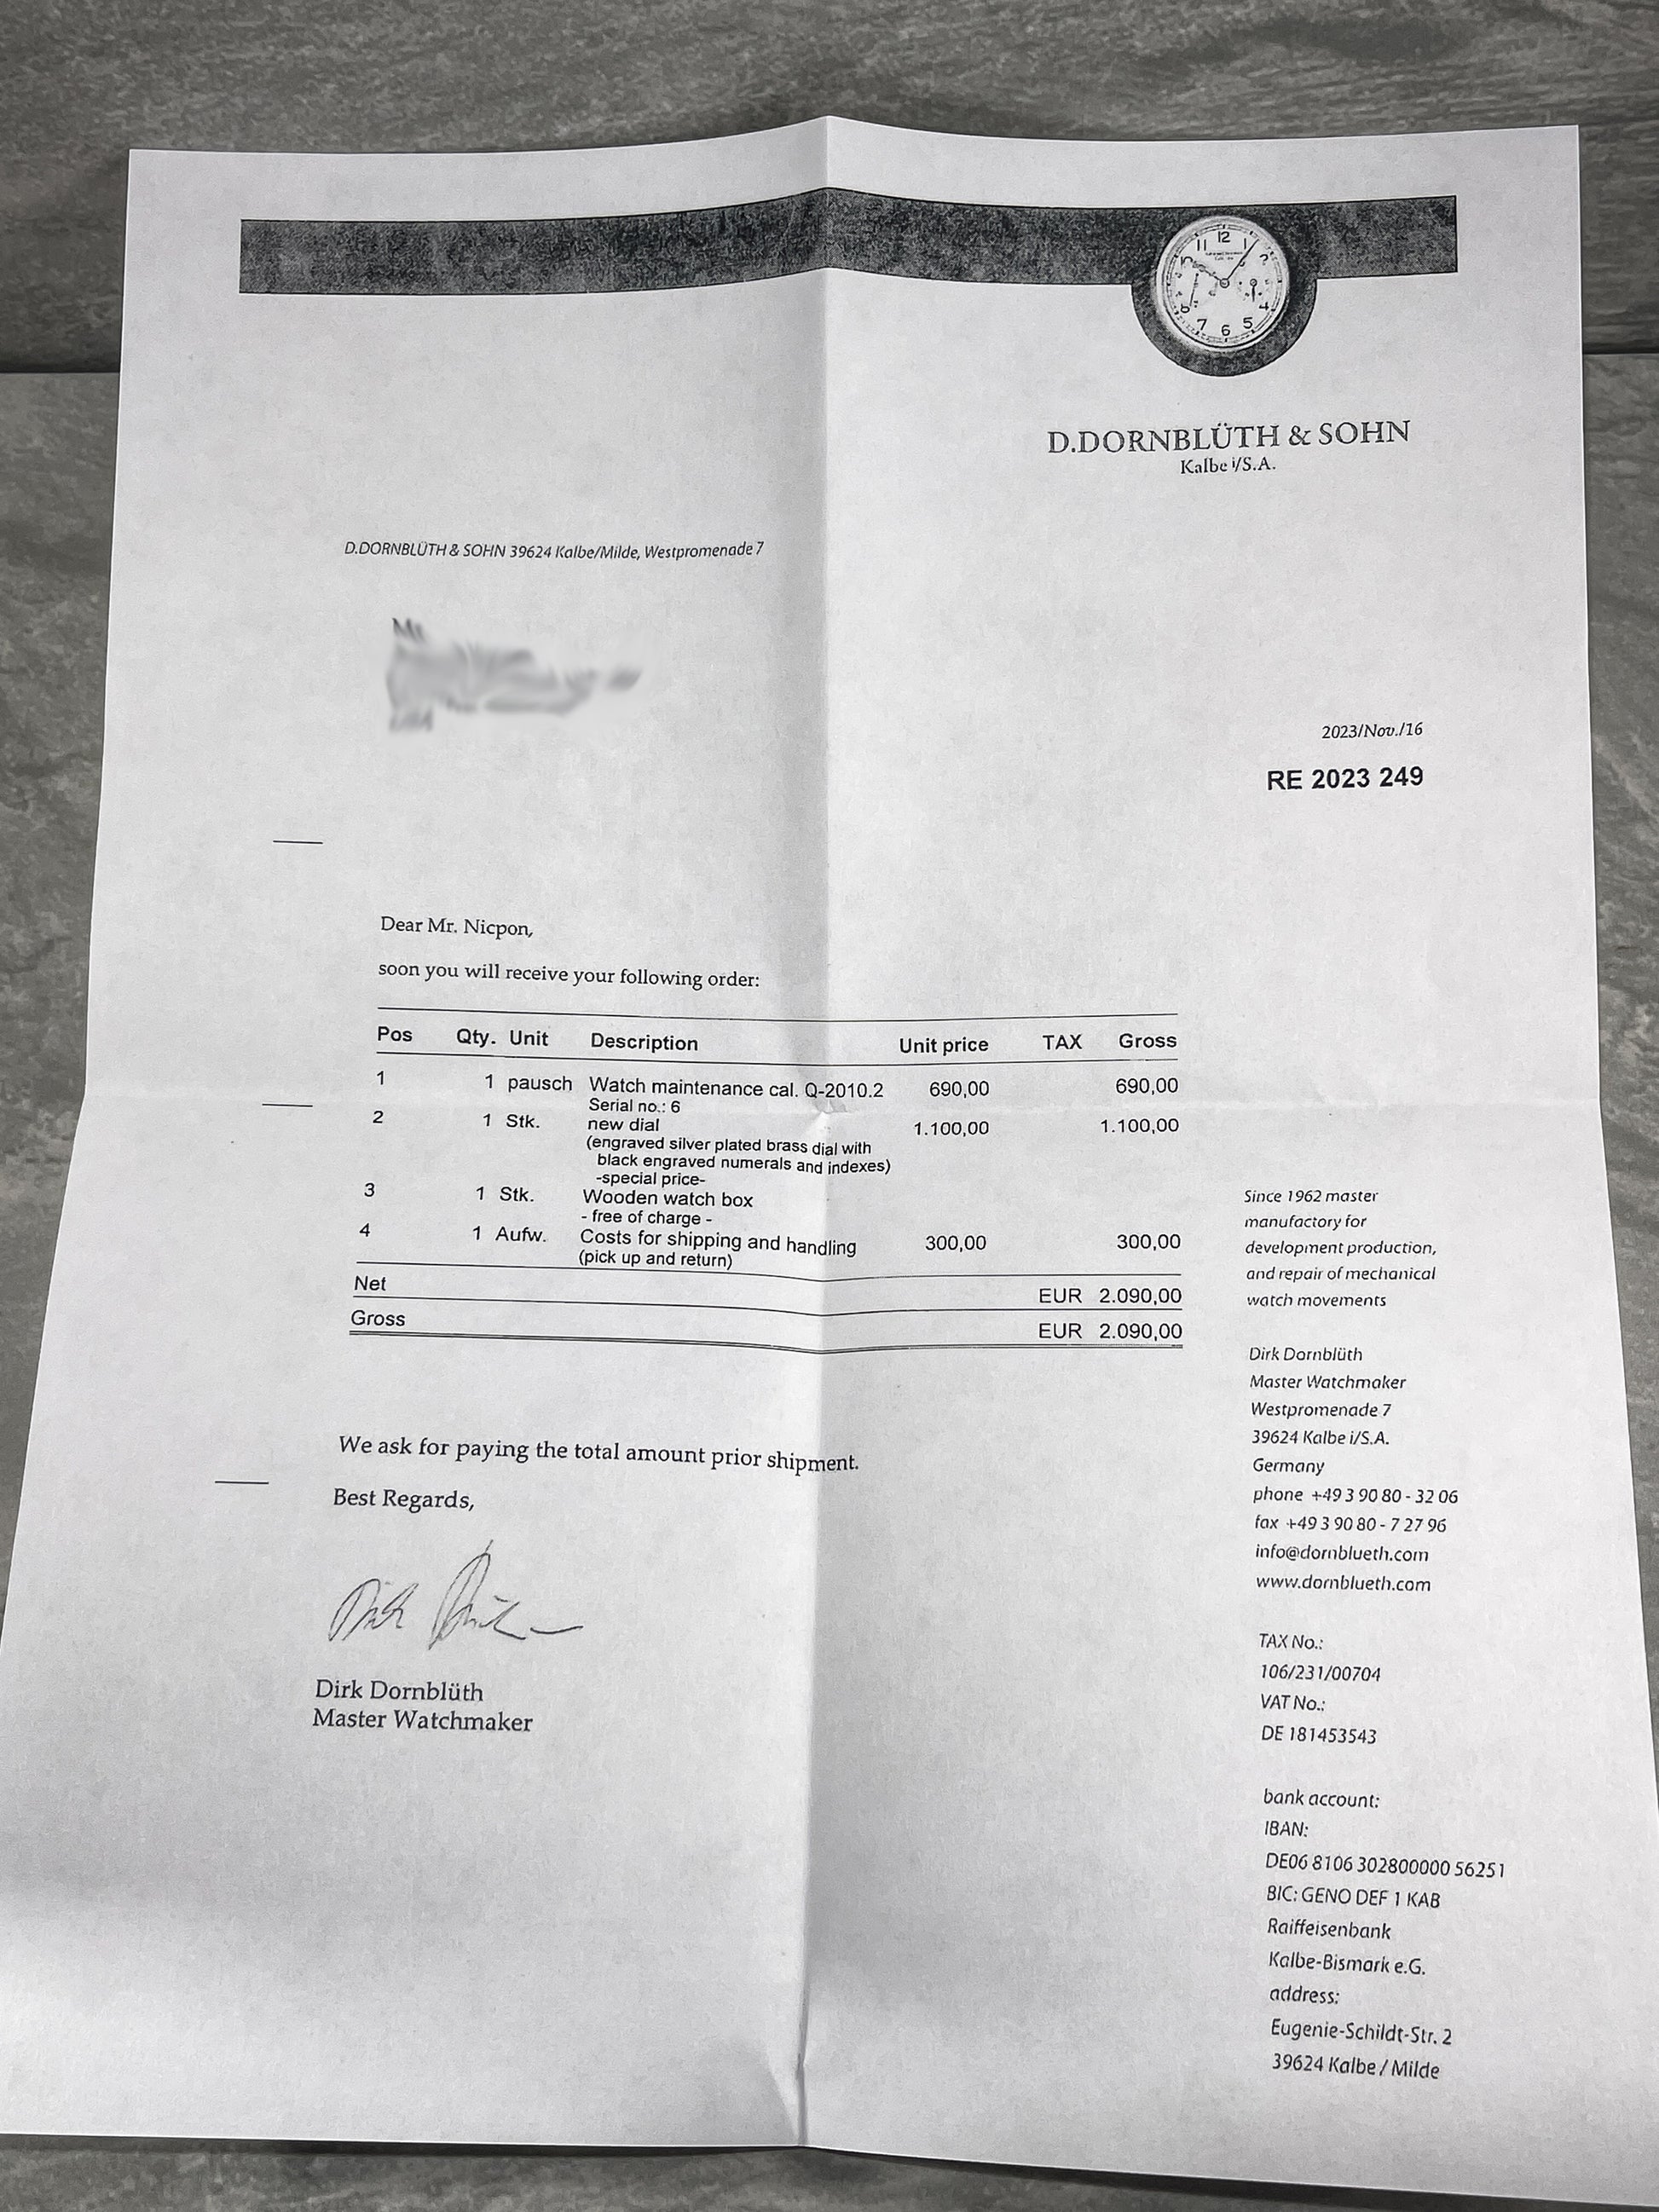 D.DORNBLÜTH & SOHN
Kalbe i/S.A.
D.DORNBLÜTH & SOHN 39624 Kalbe/Milde, Westpromenade 7
2023/Nov./16
RE 2023 249
Dear Mr. Nicpon,
soon you will receive your following order:
Pos Qty. Unit Description Unit price TAX Gross
1 1 pausch Watch maintenance cal. Q-2010.2 690,00 690,00
Serial no.: 6
2 1 Stk. new dial 1.100,00 1.100,00
(engraved silver plated brass dial with
black engraved numerals and indexes)
-special price-
3 1 Stk. Wooden watch box
- free of charge -
4 1 Aufw. Costs for shipping and handling 300,00 300,00
(pick up and return)
Net EUR 2.090,00
Gross EUR 2.090,00
We ask for paying the total amount prior shipment.
Best Regards,
Dirk Dornblüth
Master Watchmaker
Since 1962 master
manufactory for
development production,
and repair of mechanical
watch movements
Dirk Dornblüth
Master Watchmaker
Westpromenade 7
39624 Kalbe i/S.A.
Germany
phone +49 3 90 80 - 32 06
fax +49 3 90 80 - 7 27 96
info@dornblueth.com
www.dornblueth.com
TAX No.:
106/231/00704
VAT No.:
DE 181453543
bank account:
IBAN:
DE06 8106 302800000 56251
BIC: GENO DEF 1 KAB
Raiffeisenbank
Kalbe-Bismark e.G.
address:
Eugenie-Schildt-Str. 2
39624 Kalbe / Milde